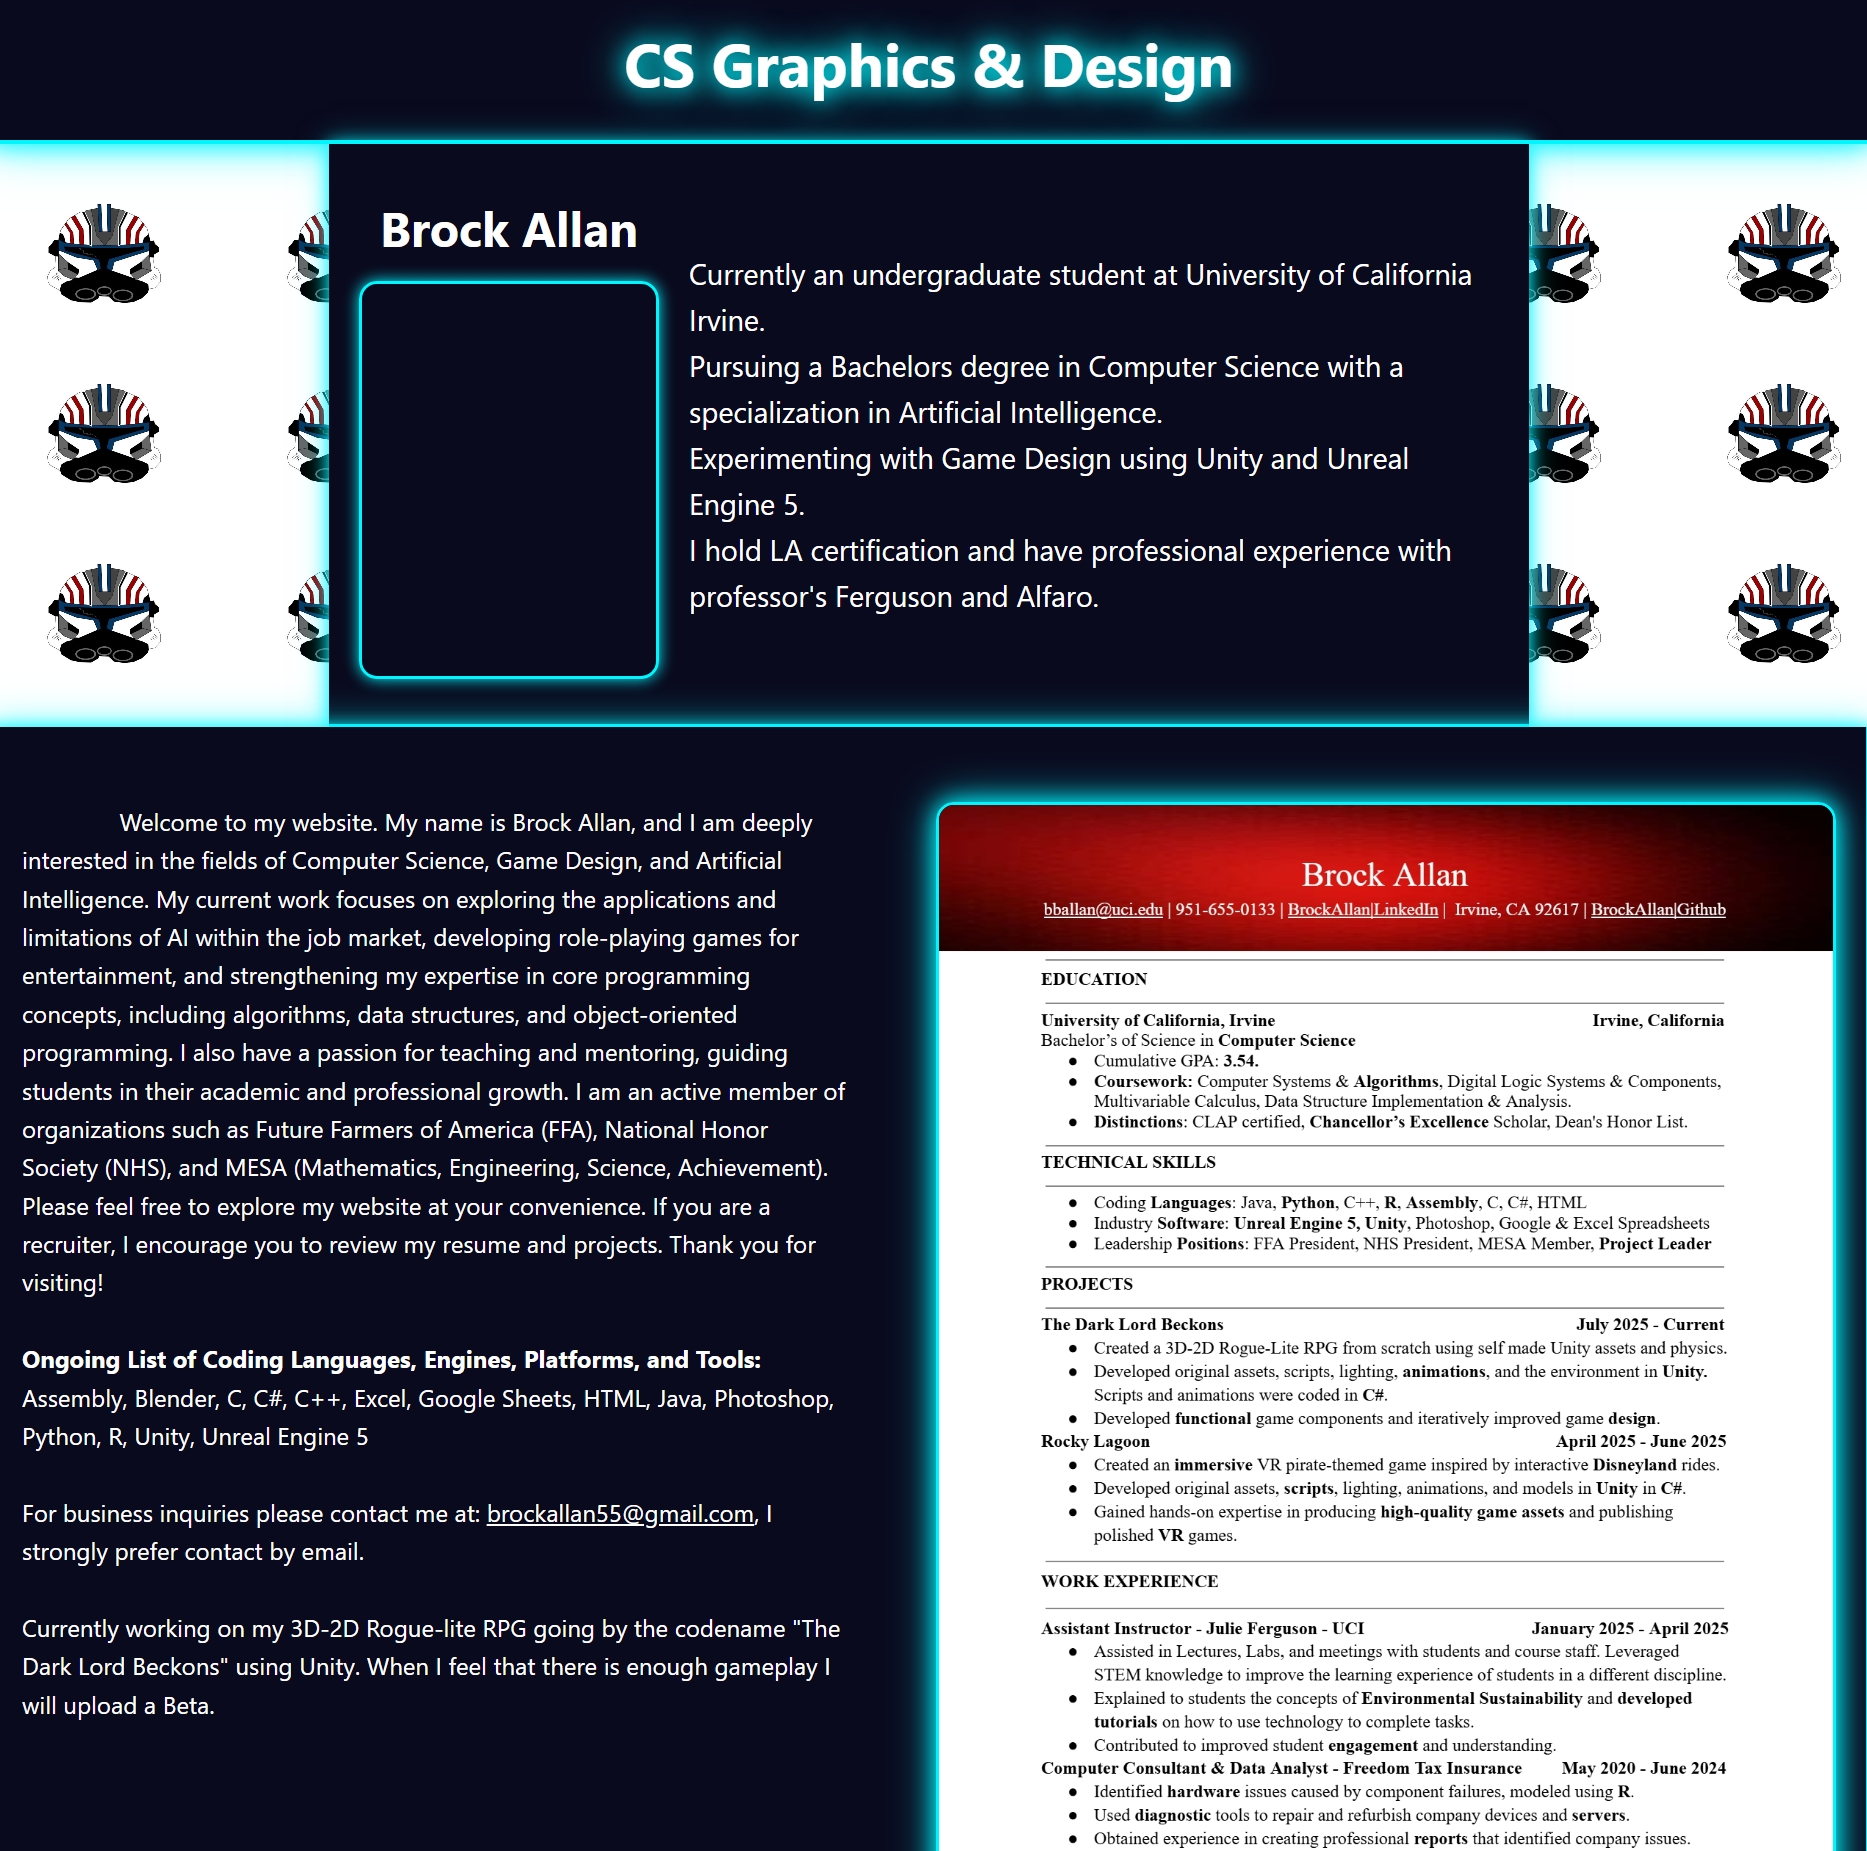 CS Graphics & Design
Brock Allan
Currently an undergraduate student at University of California
Irvine.
Pursuing a Bachelors degree in Computer Science with a
specialization in Artificial Intelligence.
Experimenting with Game Design using Unity and Unreal
Engine 5.
I hold LA certification and have professional experience with
professor's Ferguson and Alfaro.
Welcome to my website. My name is Brock Allan, and I am deeply
interested in the fields of Computer Science, Game Design, and Artificial
Intelligence. My current work focuses on exploring the applications and
limitations of AI within the job market, developing role-playing games for
entertainment, and strengthening my expertise in core programming
concepts, including algorithms, data structures, and object-oriented
programming. I also have a passion for teaching and mentoring, guiding
students in their academic and professional growth. I am an active member of
organizations such as Future Farmers of America (FFA), National Honor
Society (NHS), and MESA (Mathematics, Engineering, Science, Achievement).
Please feel free to explore my website at your convenience. If you are a
recruiter, I encourage you to review my resume and projects. Thank you for
visiting!
Ongoing List of Coding Languages, Engines, Platforms, and Tools:
Assembly, Blender, C, C#, C++, Excel, Google Sheets, HTML, Java, Photoshop,
Python, R, Unity, Unreal Engine 5
For business inquiries please contact me at: brockallan55@gmail.com, I
strongly prefer contact by email.
Currently working on my 3D-2D Rogue-lite RPG going by the codename "The
Dark Lord Beckons" using Unity. When I feel that there is enough gameplay I
will upload a Beta.
Brock Allan
bballan@uci.edu | 951-655-0133 | BrockAllan|LinkedIn | Irvine, CA 92617 | BrockAllan|Github
EDUCATION
University of California, Irvine Irvine, California
Bachelor’s of Science in Computer Science
● Cumulative GPA: 3.54.
● Coursework: Computer Systems & Algorithms, Digital Logic Systems & Components,
Multivariable Calculus, Data Structure Implementation & Analysis.
● Distinctions: CLAP certified, Chancellor’s Excellence Scholar, Dean's Honor List.
TECHNICAL SKILLS
● Coding Languages: Java, Python, C++, R, Assembly, C, C#, HTML
● Industry Software: Unreal Engine 5, Unity, Photoshop, Google & Excel Spreadsheets
● Leadership Positions: FFA President, NHS President, MESA Member, Project Leader
PROJECTS
The Dark Lord Beckons July 2025 - Current
● Created a 3D-2D Rogue-Lite RPG from scratch using self made Unity assets and physics.
● Developed original assets, scripts, lighting, animations, and the environment in Unity.
Scripts and animations were coded in C#.
● Developed functional game components and iteratively improved game design.
Rocky Lagoon April 2025 - June 2025
● Created an immersive VR pirate-themed game inspired by interactive Disneyland rides.
● Developed original assets, scripts, lighting, animations, and models in Unity in C#.
● Gained hands-on expertise in producing high-quality game assets and publishing
polished VR games.
WORK EXPERIENCE
Assistant Instructor - Julie Ferguson - UCI January 2025 - April 2025
● Assisted in Lectures, Labs, and meetings with students and course staff. Leveraged
STEM knowledge to improve the learning experience of students in a different discipline.
● Explained to students the concepts of Environmental Sustainability and developed
tutorials on how to use technology to complete tasks.
● Contributed to improved student engagement and understanding.
Computer Consultant & Data Analyst - Freedom Tax Insurance May 2020 - June 2024
● Identified hardware issues caused by component failures, modeled using R.
● Used diagnostic tools to repair and refurbish company devices and servers.
● Obtained experience in creating professional reports that identified company issues.